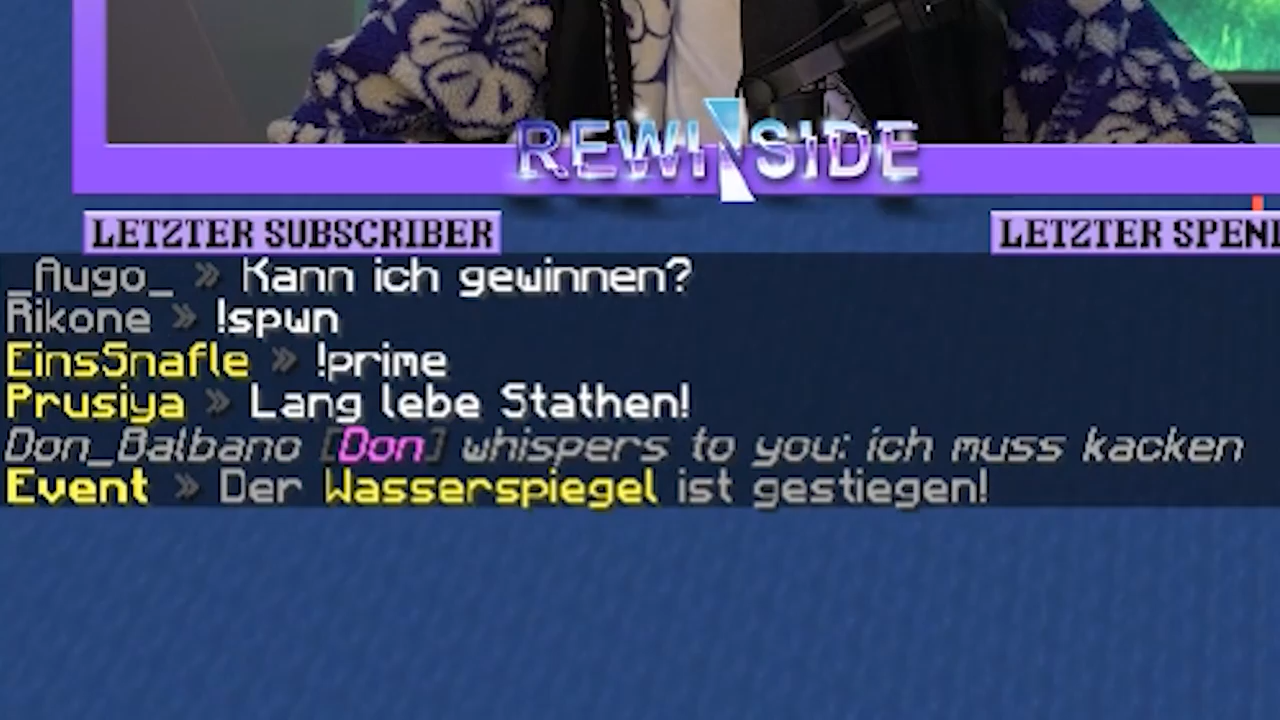 REWINSIDE
LETZTER SUBSCRIBER
LETZTER SPEN
_Augo_ » Kann ich gewinnen?
Rikone » !spwn
EinsSnafle » !prime
Prusiya » Lang lebe Stathen!
Don_Balbano [Don] whispers to you: ich muss kacken
Event » Der Wasserspiegel ist gestiegen!